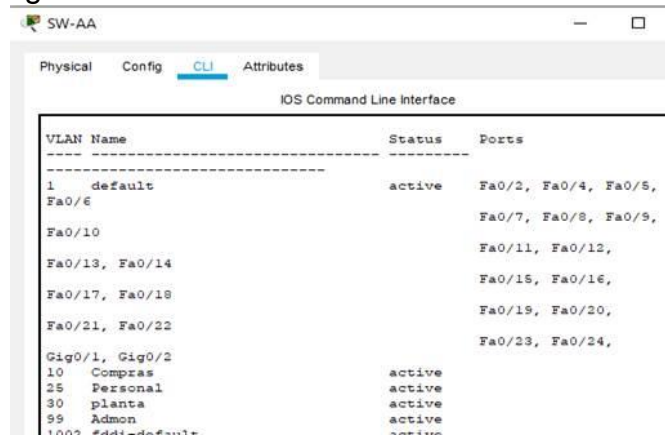 SW-AA
Physical Config CLI Attributes
IOS Command Line Interface
VLAN Name Status Ports
---- -------------------------------- ---------
-------------------------------
1 default active Fa0/2, Fa0/4, Fa0/5,
Fa0/6
Fa0/7, Fa0/8, Fa0/9,
Fa0/10
Fa0/11, Fa0/12,
Fa0/13, Fa0/14
Fa0/15, Fa0/16,
Fa0/17, Fa0/18
Fa0/19, Fa0/20,
Fa0/21, Fa0/22
Fa0/23, Fa0/24,
Gig0/1, Gig0/2
10 Compras active
25 Personal active
30 planta active
99 Admon active
1002 fddi-default active